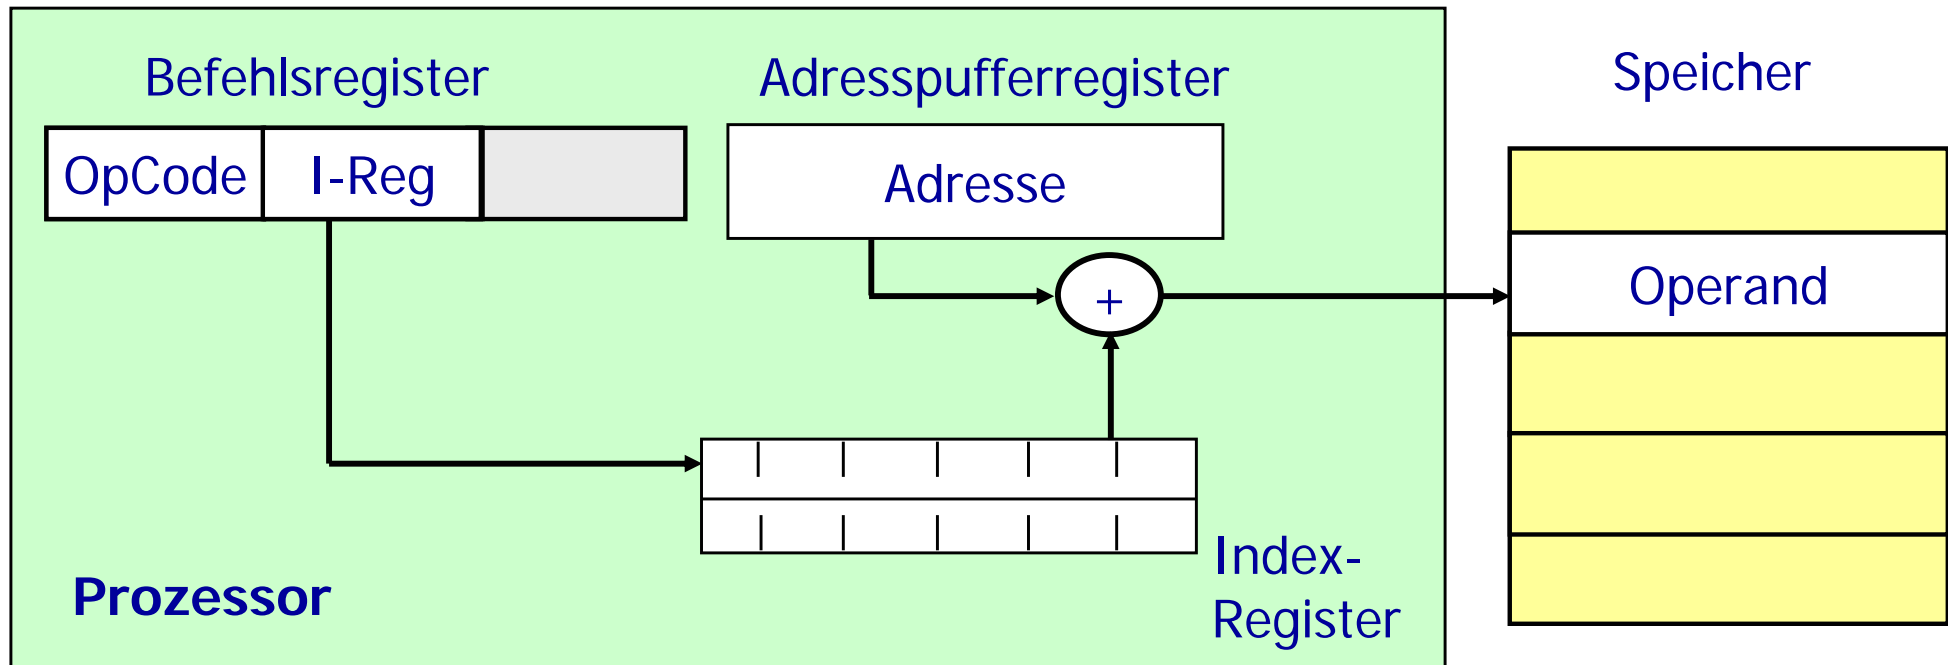 Befehlsregister
Adresspufferregister
Speicher
OpCode
I-Reg
Adresse
Operand
+
Index-
Register
Prozessor